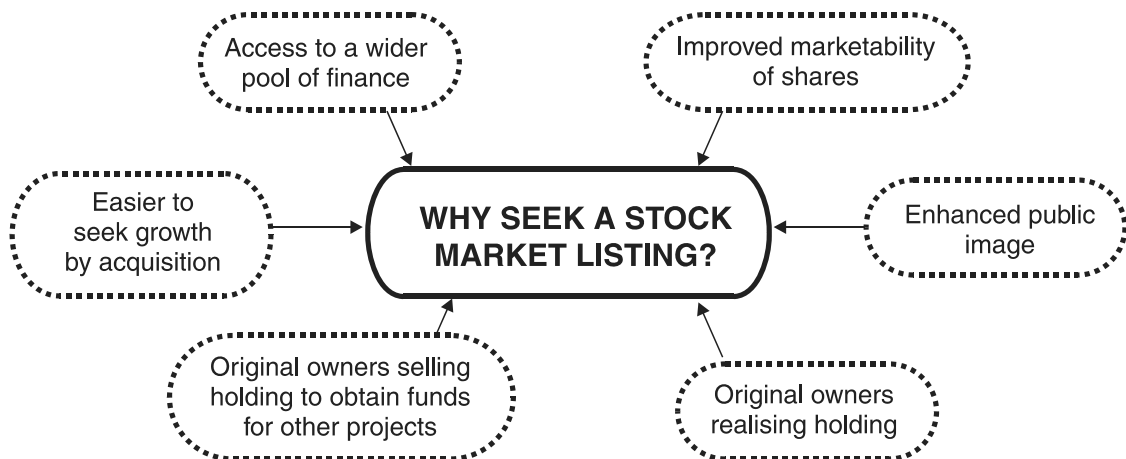 Access to a wider
pool of finance
Improved marketability
of shares
Easier to
seek growth
by acquisition
WHY SEEK A STOCK
MARKET LISTING?
Enhanced public
image
Original owners selling
holding to obtain funds
for other projects
Original owners
realising holding